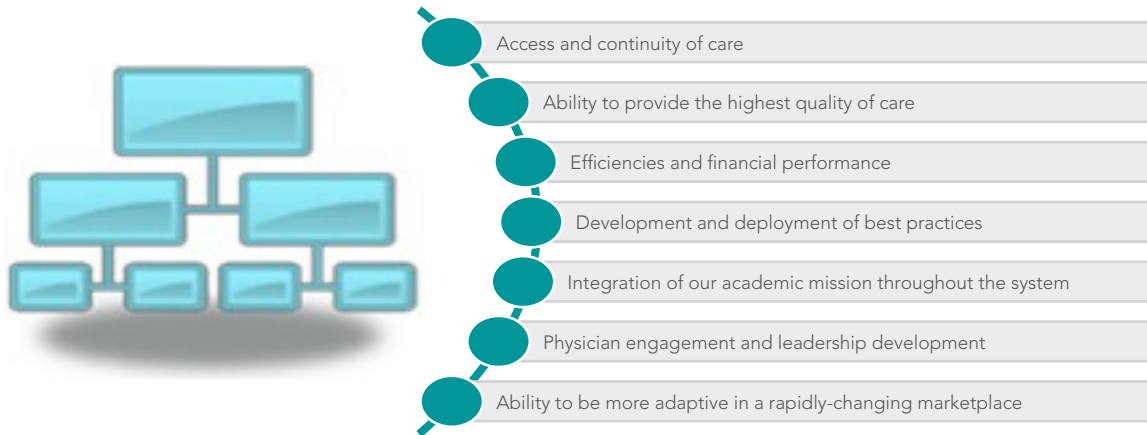 Access and continuity of care
Ability to provide the highest quality of care
Efficiencies and financial performance
Development and deployment of best practices
Integration of our academic mission throughout the system
Physician engagement and leadership development
Ability to be more adaptive in a rapidly-changing marketplace